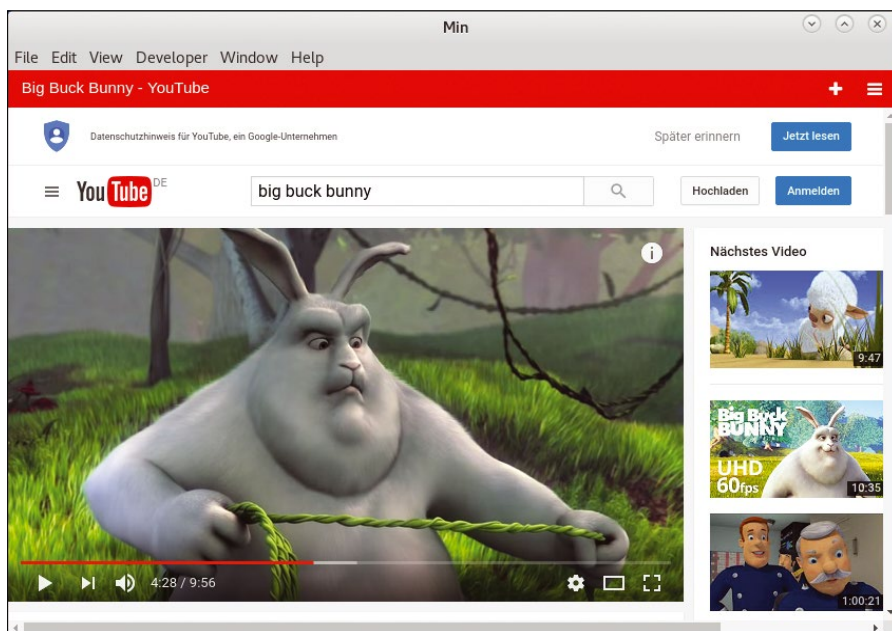 Min
File Edit View Developer Window Help
Big Buck Bunny - YouTube
Datenschutzhinweis für YouTube, ein Google-Unternehmen
Später erinnern
Jetzt lesen
YouTube DE
big buck bunny
Hochladen
Anmelden
Nächstes Video
9:47
Big Buck
BUNNY
UHD
60fps
10:35
4:28 / 9:56
1:00:21